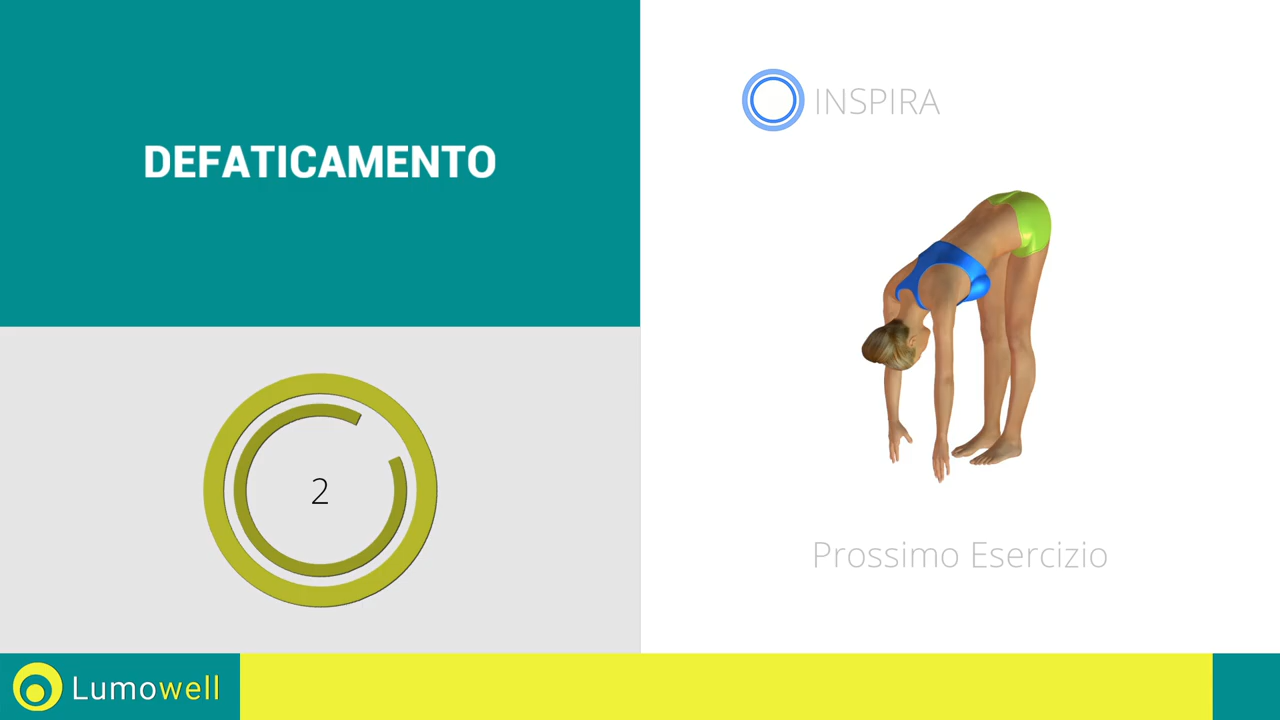 DEFATICAMENTO
INSPIRA
2
Prossimo Esercizio
Lumowell